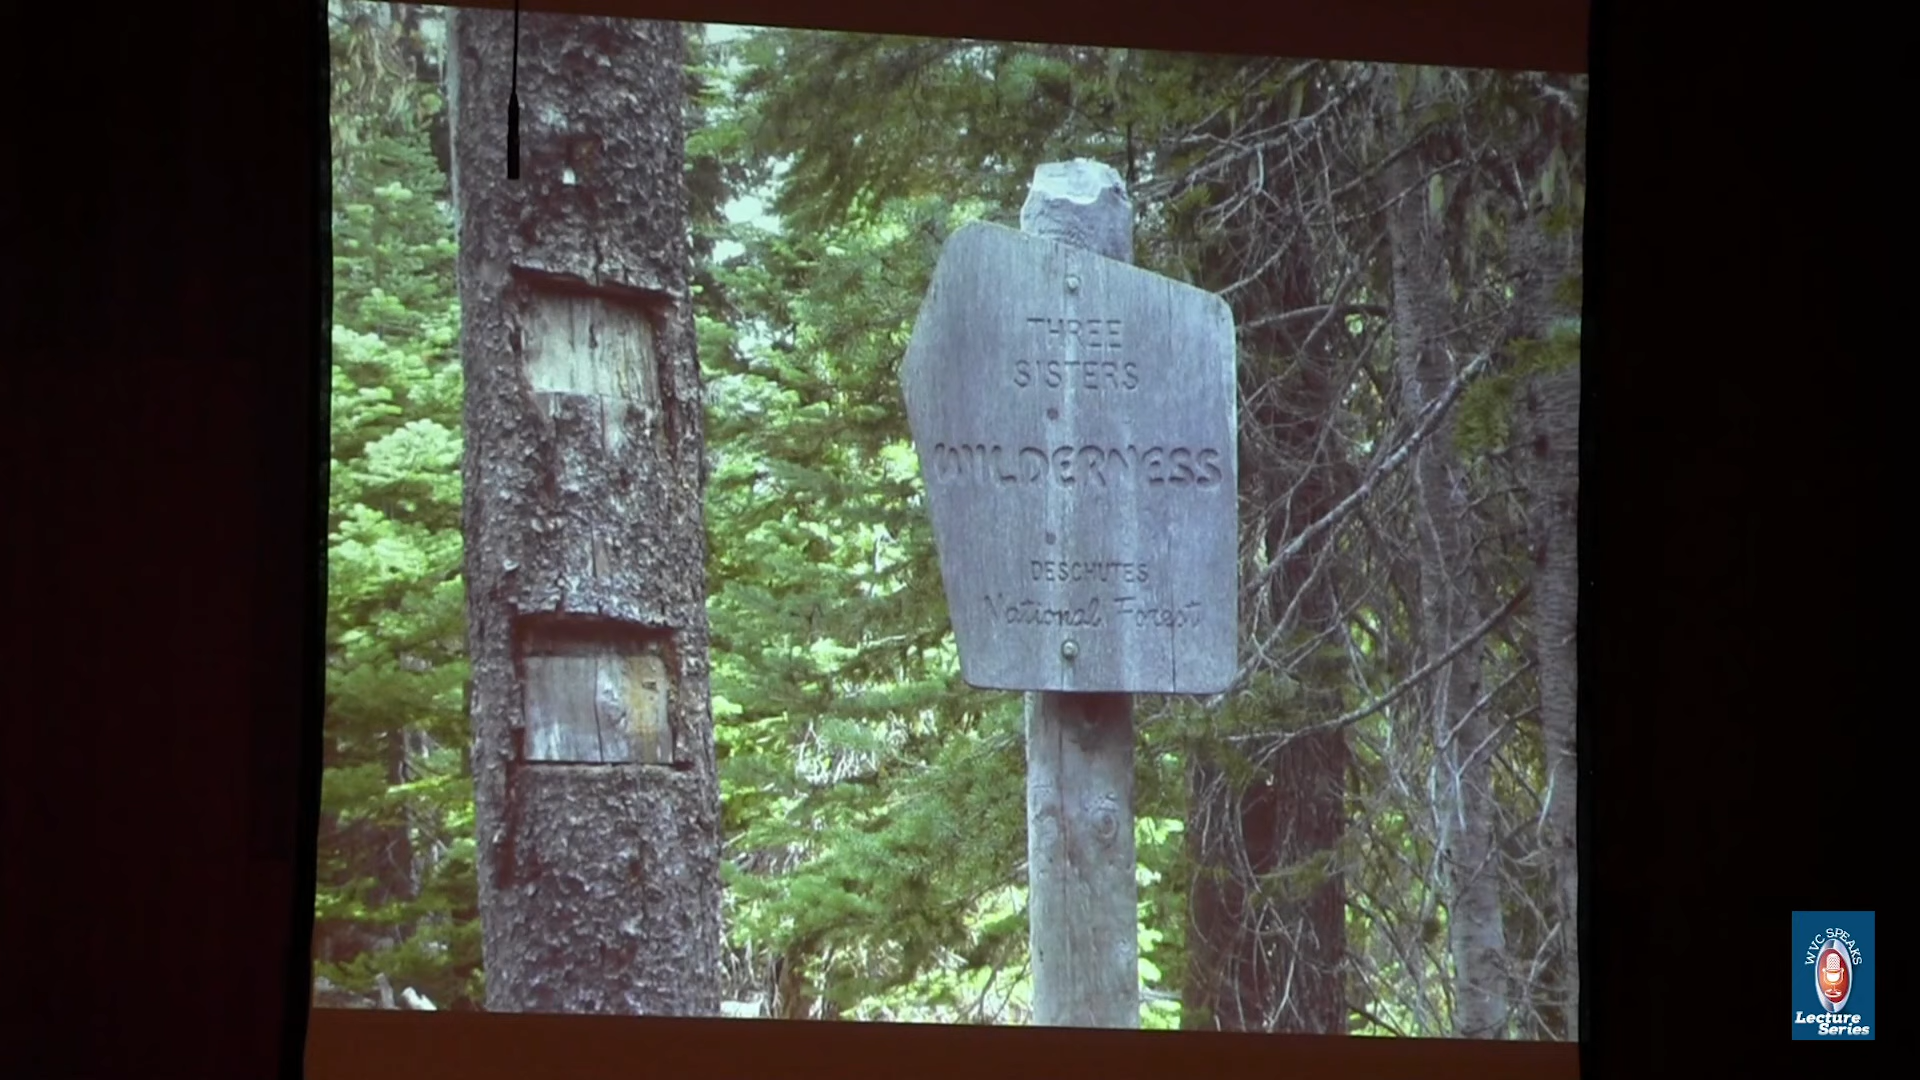 THREE
SISTERS
WILDERNESS
DESCHUTES
National Forest
WVC SPEAKS
Lecture
Series